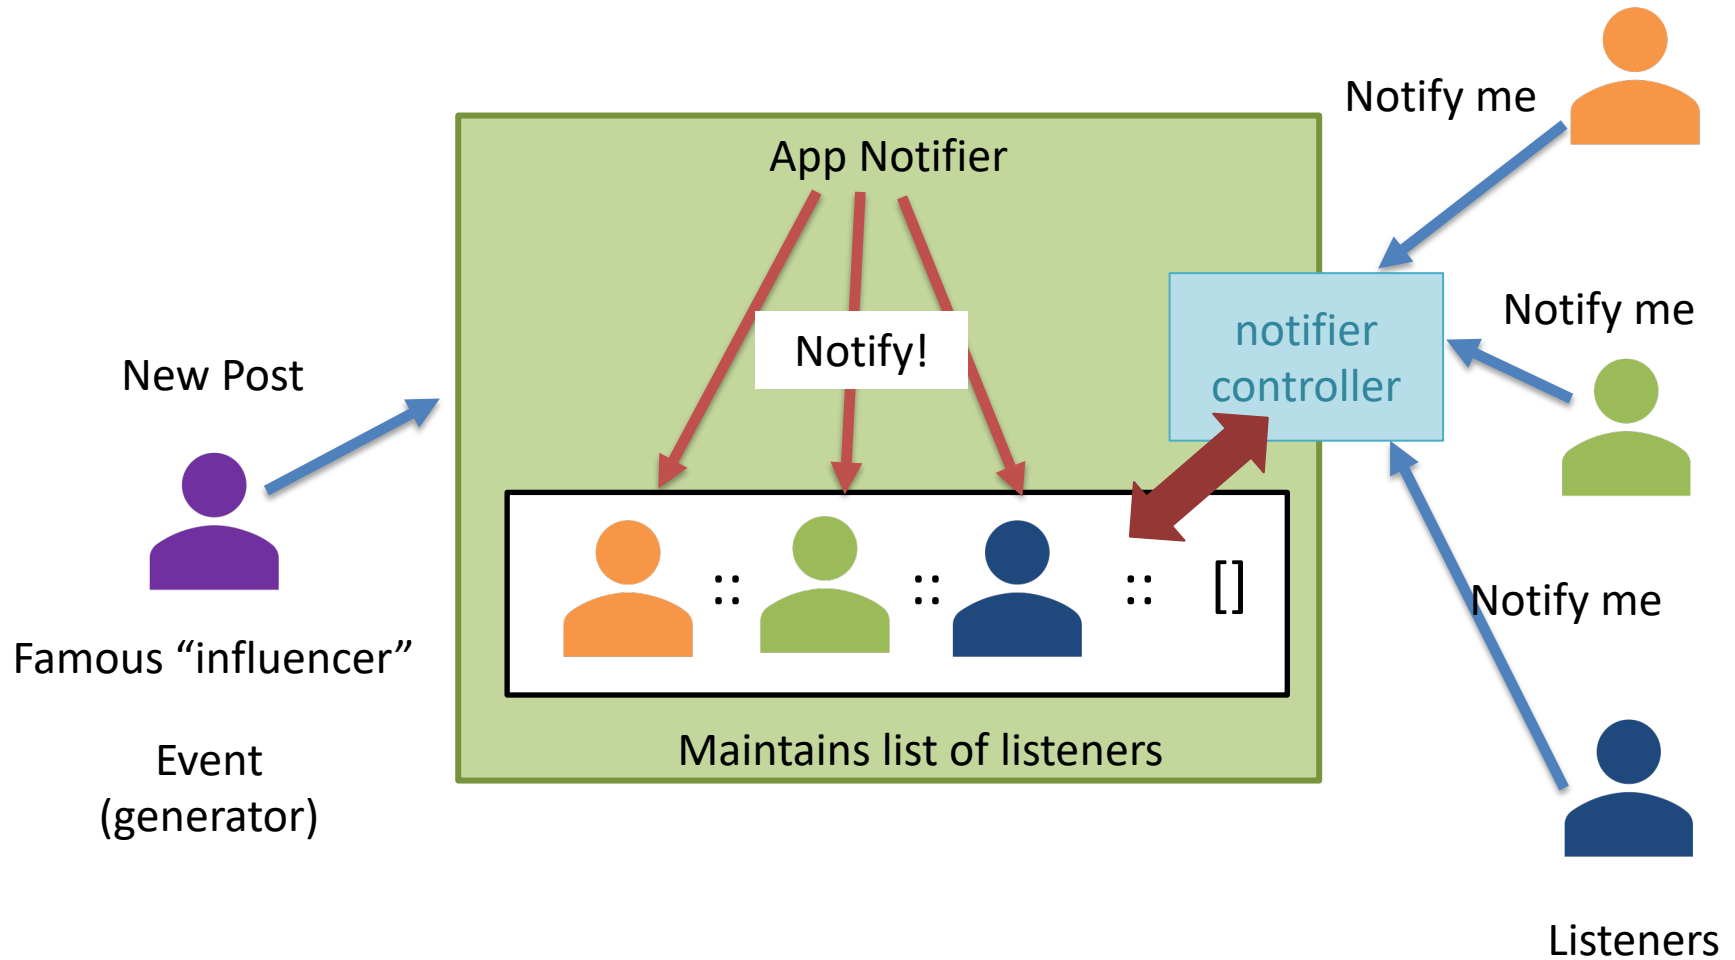 Notify me
App Notifier
Notify me
notifier
controller
Notify!
New Post
:: :: :: []
Notify me
Famous “influencer”
Maintains list of listeners
Event
(generator)
Listeners